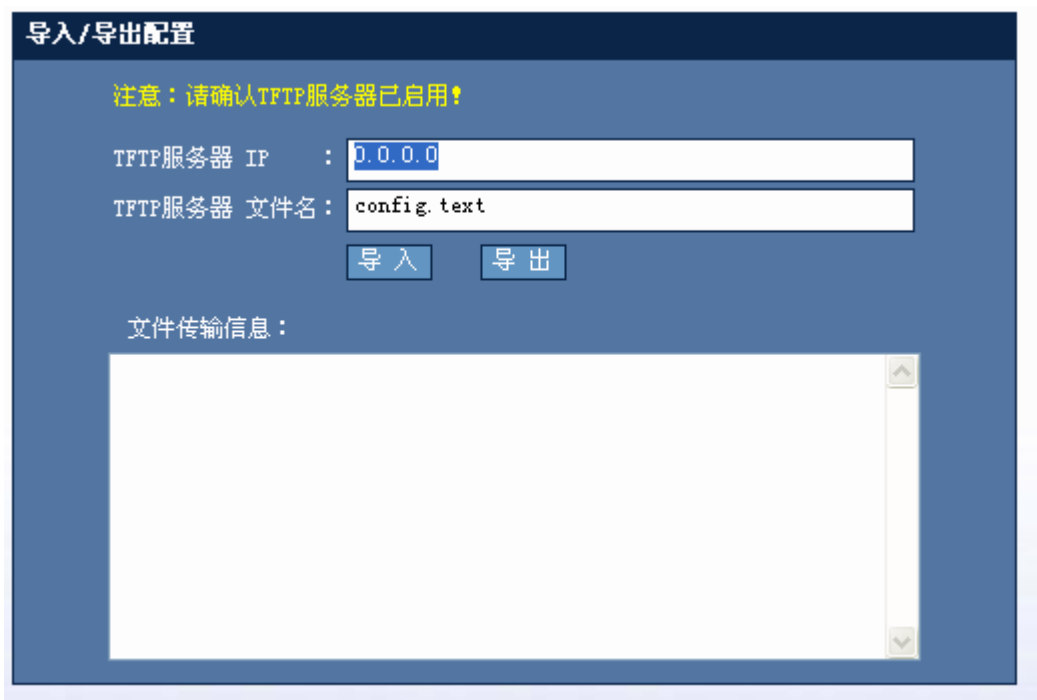 导入/导出配置
注意：请确认TFTP服务器已启用！
TFTP服务器 IP ：0.0.0.0
TFTP服务器 文件名：config.text
导 入 导 出
文件传输信息：